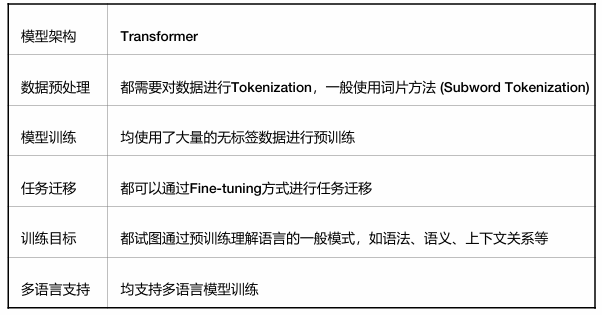 模型架构 Transformer
数据预处理 都需要对数据进行Tokenization，一般使用词片方法 (Subword Tokenization)
模型训练 均使用了大量的无标签数据进行预训练
任务迁移 都可以通过Fine-tuning方式进行任务迁移
训练目标 都试图通过预训练理解语言的一般模式，如语法、语义、上下文关系等
多语言支持 均支持多语言模型训练